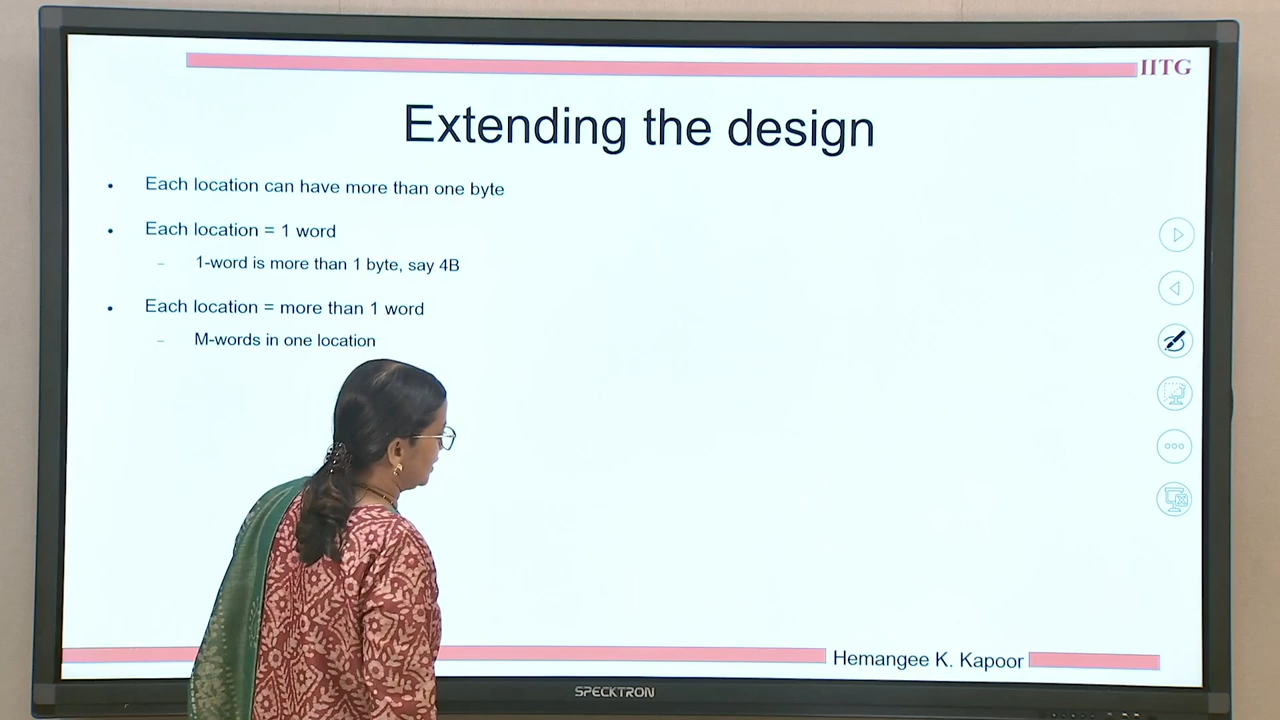 IITG
Extending the design
• Each location can have more than one byte
• Each location = 1 word
– 1-word is more than 1 byte, say 4B
• Each location = more than 1 word
– M-words in one location
Hemangee K. Kapoor
SPECKTRON